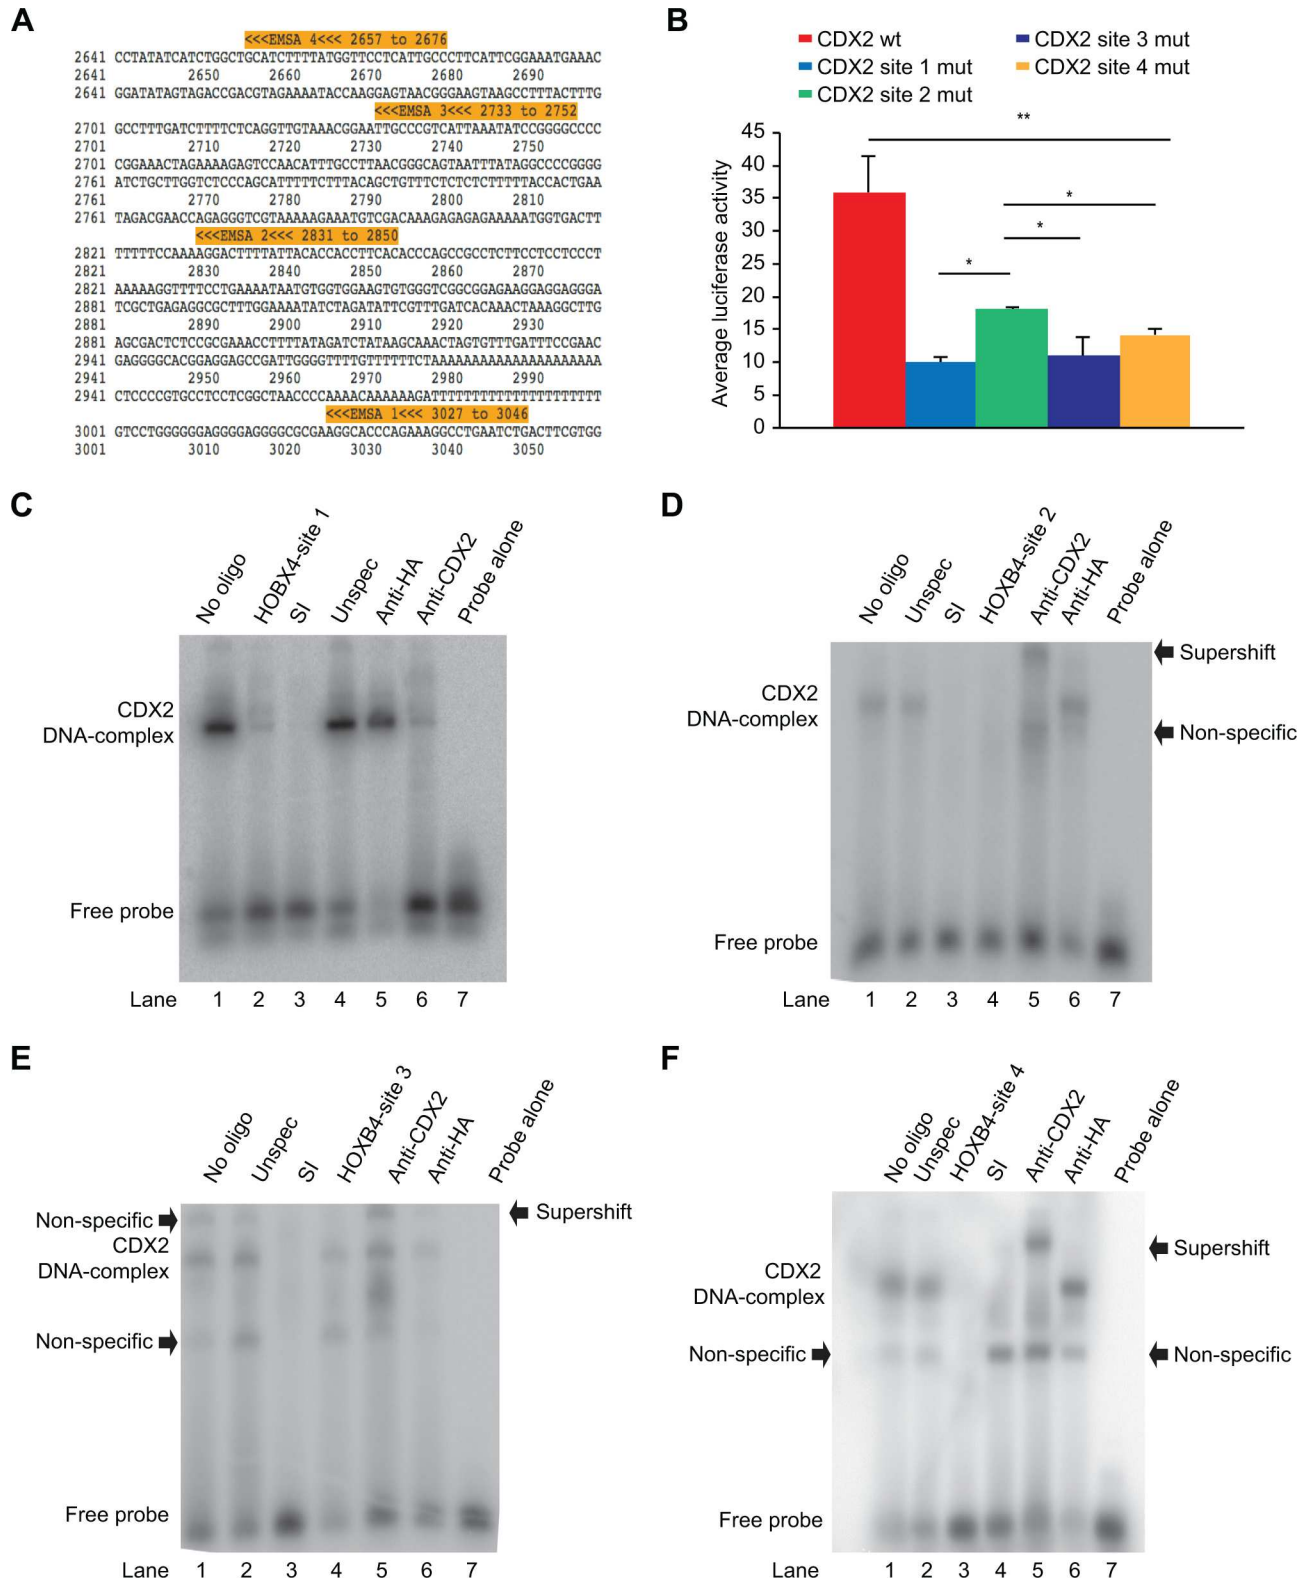 A
<<<EMSA 4<<< 2657 to 2676
2641 CCTATATCATCTGGCTGCATCTTTTATGGTTCCTCATTGCCCTTCATTCGGAAATGAAAC
2641 2650 2660 2670 2680 2690
2641 GGATATAGTAGACCGACGTAGAAAATACCAAGGAGTAACGGGAAGTAAGCCTTTACTTTG
<<<EMSA 3<<< 2733 to 2752
2701 GCCTTTGATCTTTTCTCAGGTTGTAAACGGAATTGCCCGTCATTAAATATCCGGGGCCCC
2701 2710 2720 2730 2740 2750
2701 CGGAAACTAGAAAAGAGTCCAACATTTGCCTTAACGGGCAGTAATTTATAGGCCCCGGGG
2761 ATCTGCTTGGTCTCCCAGCATTTTTCTTTACAGCTGTTTCTCTCTCTTTTTACCACTGAA
2761 2770 2780 2790 2800 2810
2761 TAGACGAACCAGAGGGTCGTAAAAAGAAATGTCGACAAAGAGAGAGAAAAATGGTGACTT
<<<EMSA 2<<< 2831 to 2850
2821 TTTTTCCAAAAGGACTTTTATTACACCACCTTCACACCCAGCCGCCTCTTCCTCCTCCCT
2821 2830 2840 2850 2860 2870
2821 AAAAAGGTTTTCCTGAAAATAATGTGGTGGAAGTGTGGGTCGGCGGAGAAGGAGGAGGGA
2881 TCGCTGAGAGGCGCTTTGGAAAATATCTAGATATTCGTTTGATCACAAACTAAAGGCTTG
2881 2890 2900 2910 2920 2930
2881 AGCGACTCTCCGCGAAACCTTTTATAGATCTATAAGCAAACTAGTGTTTGATTTCCGAAC
2941 GAGGGGCACGGAGGAGCCGATTGGGGTTTTGTTTTTTCTAAAAAAAAAAAAAAAAAAAAA
2941 2950 2960 2970 2980 2990
2941 CTCCCCGTGCCTCCTCGGCTAACCCCAAAACAAAAAAGATTTTTTTTTTTTTTTTTTTTT
<<<EMSA 1<<< 3027 to 3046
3001 GTCCTGGGGGGAGGGGAGGGGCGCGAAGGCACCCAGAAAGGCCTGAATCTGACTTCGTGG
3001 3010 3020 3030 3040 3050
B
CDX2 wt
CDX2 site 1 mut
CDX2 site 2 mut
CDX2 site 3 mut
CDX2 site 4 mut
Average luciferase activity
45
40
35
30
25
20
15
10
5
0
**
*
*
*
C
No oligo
HOBX4-site 1
SI
Unspec
Anti-HA
Anti-CDX2
Probe alone
CDX2
DNA-complex
Free probe
Lane 1 2 3 4 5 6 7
D
No oligo
Unspec
SI
HOXB4-site 2
Anti-CDX2
Anti-HA
Probe alone
Supershift
CDX2
DNA-complex
Non-specific
Free probe
Lane 1 2 3 4 5 6 7
E
No oligo
Unspec
SI
HOXB4-site 3
Anti-CDX2
Anti-HA
Probe alone
Non-specific
Supershift
CDX2
DNA-complex
Non-specific
Free probe
Lane 1 2 3 4 5 6 7
F
No oligo
Unspec
HOXB4-site 4
SI
Anti-CDX2
Anti-HA
Probe alone
Supershift
CDX2
DNA-complex
Non-specific
Non-specific
Free probe
Lane 1 2 3 4 5 6 7